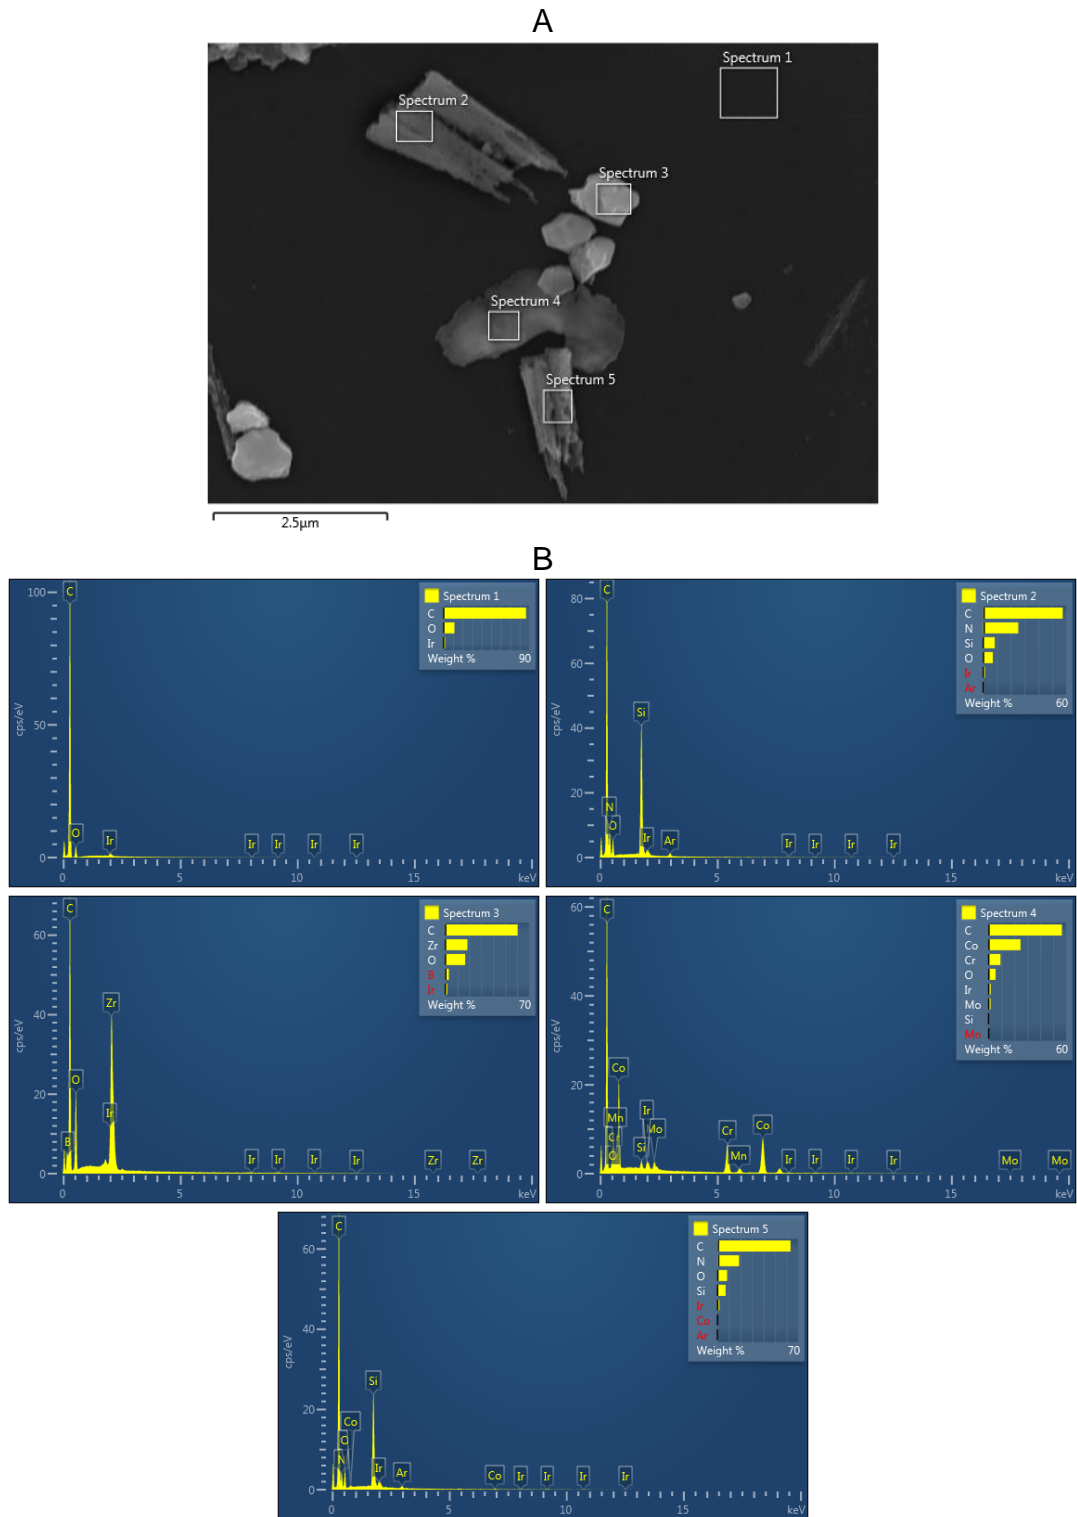 A
Spectrum 1
Spectrum 2
Spectrum 3
Spectrum 4
Spectrum 5
2.5µm
B
100
50
0
cps/eV
C
O
Ir
Ir
Ir
Ir
Ir
0
5
10
15
keV
Spectrum 1
C
O
Ir
Weight %
90
80
60
40
20
0
cps/eV
C
Si
N
O
Ir
Ar
Ir
Ir
Ir
Ir
0
5
10
15
keV
Spectrum 2
C
N
Si
O
Ir
Ar
Weight %
60
60
40
20
0
cps/eV
C
Zr
O
Ir
B
Ir
Ir
Ir
Ir
Zr
Zr
0
5
10
15
keV
Spectrum 3
C
Zr
O
B
Ir
Weight %
70
60
40
20
0
cps/eV
C
Co
Mn
Ir
Cr
Mo
O
Si
Cr
Mn
Co
Ir
Ir
Ir
Ir
Mo
Mo
0
5
10
15
keV
Spectrum 4
C
Co
Cr
O
Ir
Mo
Si
Mn
Weight %
60
60
40
20
0
cps/eV
C
Si
Co
O
N
Ir
Ar
Co
Ir
Ir
Ir
Ir
0
5
10
15
keV
Spectrum 5
C
N
O
Si
Ir
Co
Ar
Weight %
70